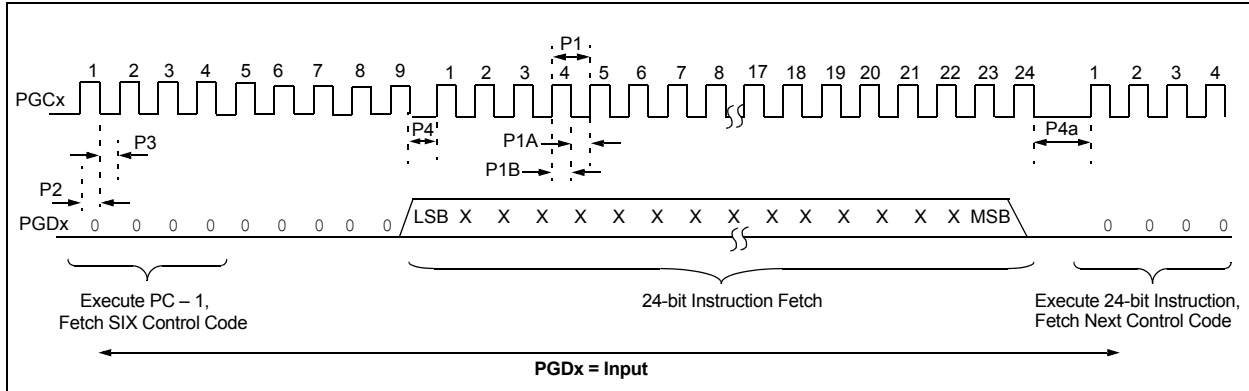 P1
1 2 3 4 5 6 7 8 9 1 2 3 4 5 6 7 8 17 18 19 20 21 22 23 24 1 2 3 4
PGCx
P4
P4a
P3
P1A
P1B
P2
PGDx
0 0 0 0 0 0 0 0 0 LSB X X X X X X X X X X X X X X MSB 0 0 0 0
Execute PC – 1,
Fetch SIX Control Code
24-bit Instruction Fetch
Execute 24-bit Instruction,
Fetch Next Control Code
PGDx = Input